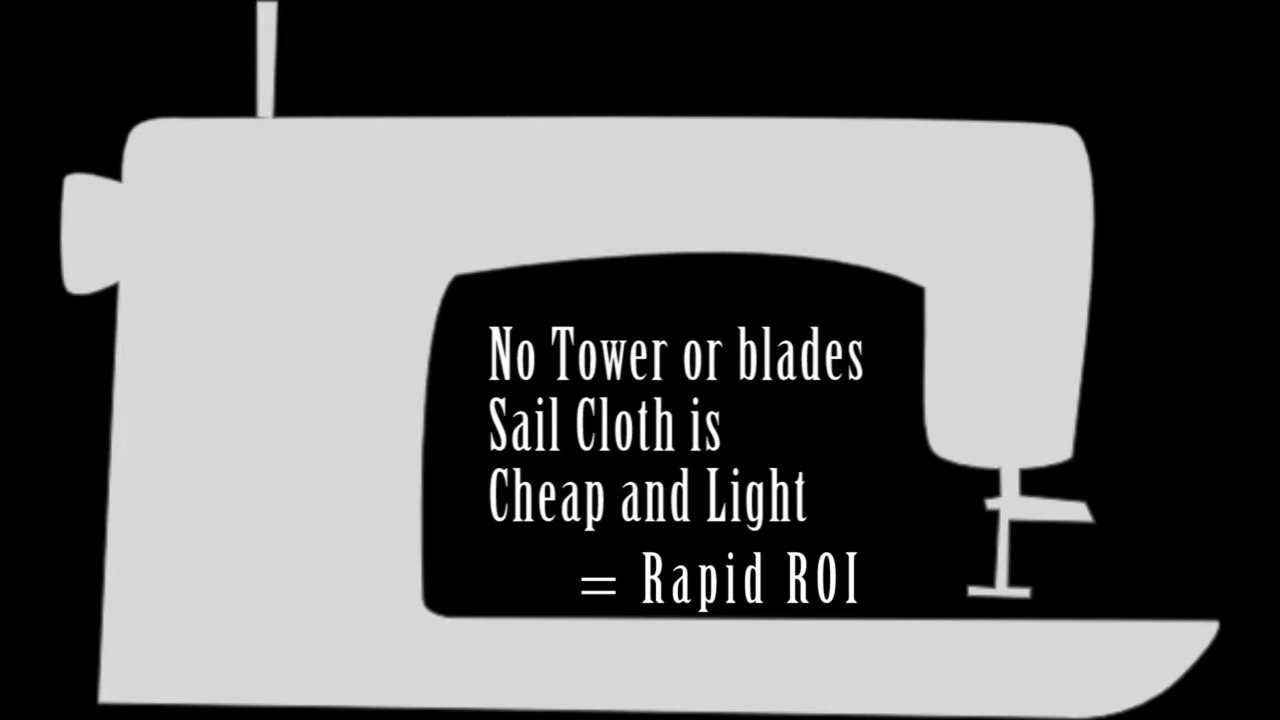 No Tower or blades
Sail Cloth is
Cheap and Light
= Rapid ROI